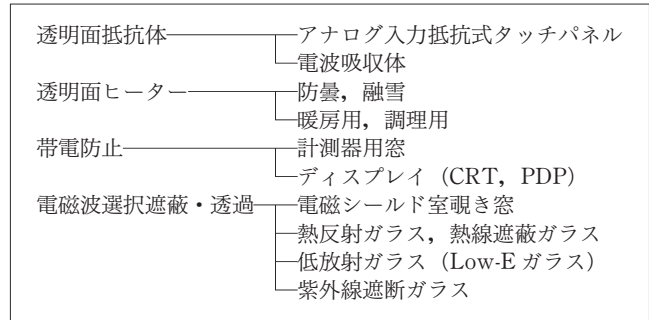 透明面抵抗体 アナログ入力抵抗式タッチパネル
電波吸収体
透明面ヒーター 防曇，融雪
暖房用，調理用
帯電防止 計測器用窓
ディスプレイ（CRT，PDP）
電磁波選択遮蔽・透過 電磁シールド室覗き窓
熱反射ガラス，熱線遮蔽ガラス
低放射ガラス（Low-E ガラス）
紫外線遮断ガラス